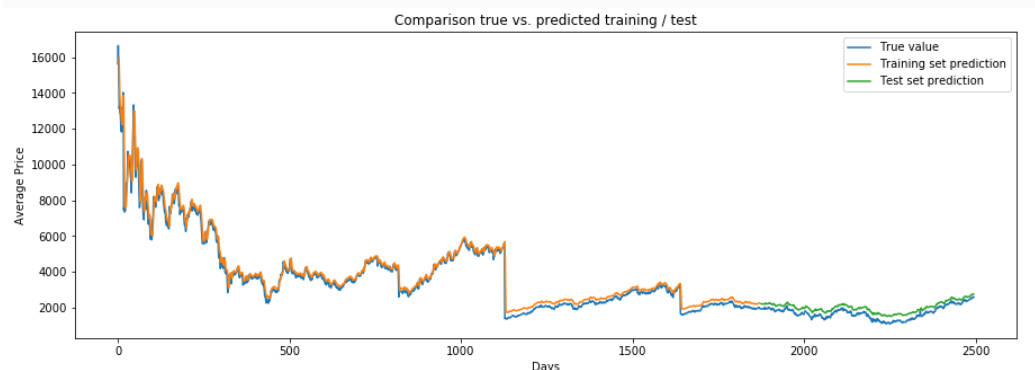 Comparison true vs. predicted training / test
True value
Training set prediction
Test set prediction
16000
14000
12000
10000
8000
6000
4000
2000
Average Price
0
500
1000
1500
2000
2500
Days